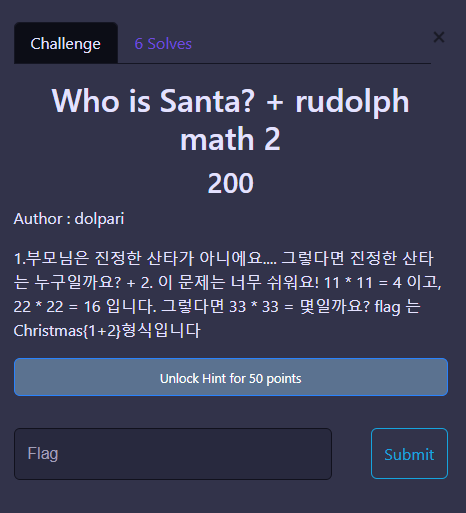 Challenge 6 Solves ×
Who is Santa? + rudolph
math 2
200
Author : dolpari
1.부모님은 진정한 산타가 아니에요.... 그렇다면 진정한 산타
는 누구일까요? + 2. 이 문제는 너무 쉬워요! 11 * 11 = 4 이고,
22 * 22 = 16 입니다. 그렇다면 33 * 33 = 몇일까요? flag 는
Christmas{1+2}형식입니다
Unlock Hint for 50 points
Flag Submit